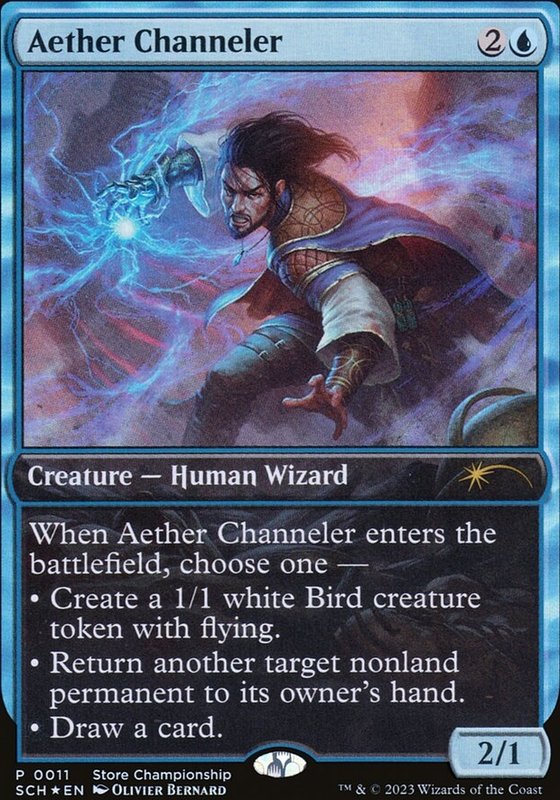 Aether Channeler 2
Creature — Human Wizard
When Aether Channeler enters the
battlefield, choose one —
• Create a 1/1 white Bird creature
token with flying.
• Return another target nonland
permanent to its owner's hand.
• Draw a card.
2/1
P 0011 Store Championship
SCH★EN Olivier Bernard
™ & © 2023 Wizards of the Coast